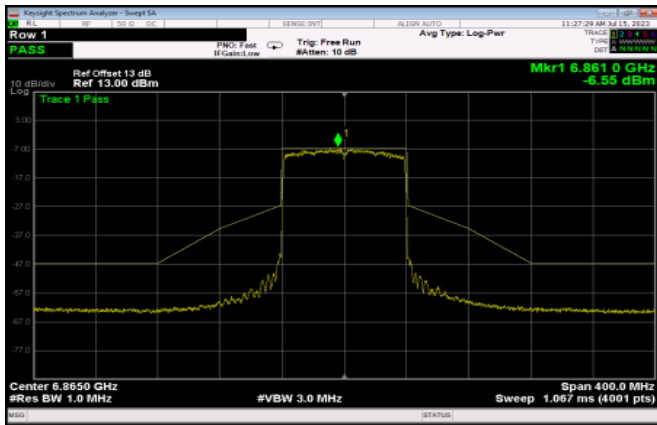 Keysight Spectrum Analyzer - Swept SA
RL RF 50 Ω DC SENSE:INT ALIGN AUTO 11:27:29 AM Jul 15, 2023
Row 1
PASS
PNO: Fast
IFGain:Low
Trig: Free Run
#Atten: 10 dB
Avg Type: Log-Pwr
TRACE 1 2 3 4 5 6
TYPE A WWWWW
DET A N N N N N
Ref Offset 13 dB
10 dB/div Ref 13.00 dBm
Log
Mkr1 6.861 0 GHz
-6.55 dBm
Trace 1 Pass
1
3.00
-7.00
-17.0
-27.0
-37.0
-47.0
-57.0
-67.0
-77.0
Center 6.8650 GHz Span 400.0 MHz
#Res BW 1.0 MHz #VBW 3.0 MHz Sweep 1.067 ms (4001 pts)
MSG STATUS